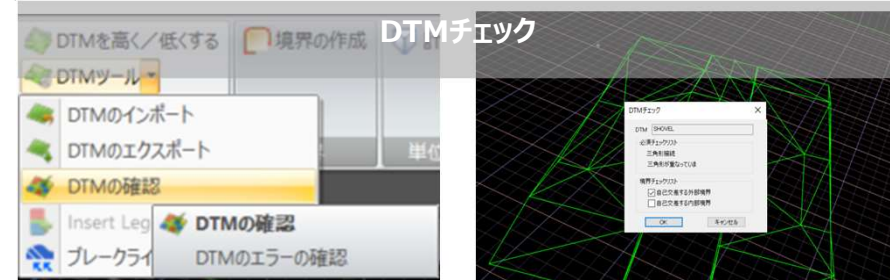 DTMチェック
DTMを高く／低くする
境界の作成
DTMツール
DTMのインポート
DTMのエクスポート
DTMの確認
Insert Leg
ブレークライ
単位
DTMの確認
DTMのエラーの確認
DTMチェック
DTM SHOVEL
必須チェックリスト
三角形接続
三角形が重なっていま
境界チェックリスト
自己交差する外部境界
自己交差する内部境界
OK キャンセル